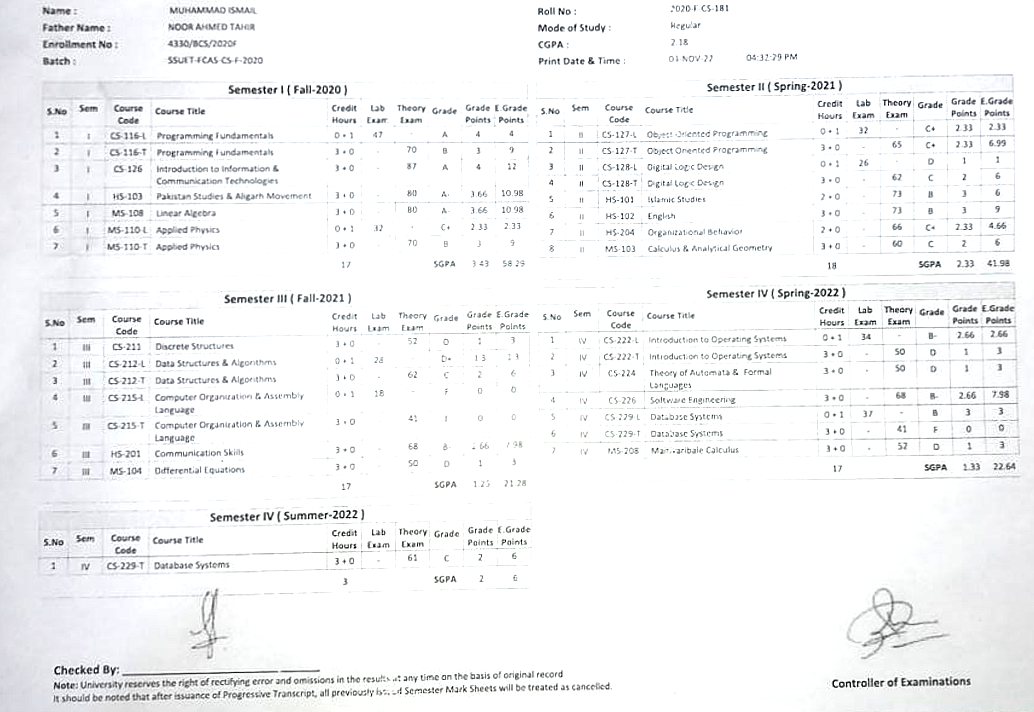 Name : MUHAMMAD ISMAIL
Father Name : NOOR AHMED TAHIR
Enrollment No : 4330/BCS/2020F
Batch : SSUET-FCAS-CS-F-2020
Roll No : 2020-F-CS-181
Mode of Study : Regular
CGPA : 2.18
Print Date & Time : 01-NOV-22 04:32:29 PM
Semester I ( Fall-2020 )
S.No Sem Course Code Course Title Credit Hours Lab Exam Theory Exam Grade Grade Points E.Grade Points
1 I CS-116-L Programming Fundamentals 0 + 1 47 - A 4 4
2 I CS-116-T Programming Fundamentals 3 + 0 - 70 B 3 9
3 I CS-126 Introduction to Information & Communication Technologies 3 + 0 - 87 A 4 12
4 I HS-103 Pakistan Studies & Aligarh Movement 3 + 0 - 80 A- 3.66 10.98
5 I MS-108 Linear Algebra 3 + 0 - 80 A- 3.66 10.98
6 I MS-110-L Applied Physics 0 + 1 32 - C+ 2.33 2.33
7 I MS-110-T Applied Physics 3 + 0 - 70 B 3 9
17 SGPA 3.43 58.29
Semester II ( Spring-2021 )
S.No Sem Course Code Course Title Credit Hours Lab Exam Theory Exam Grade Grade Points E.Grade Points
1 II CS-127-L Object Oriented Programming 0 + 1 32 - C+ 2.33 2.33
2 II CS-127-T Object Oriented Programming 3 + 0 - 65 C+ 2.33 6.99
3 II CS-128-L Digital Logic Design 0 + 1 26 - D 1 1
4 II CS-128-T Digital Logic Design 3 + 0 - 62 C 2 6
5 II HS-101 Islamic Studies 2 + 0 - 73 B 3 6
6 II HS-102 English 3 + 0 - 73 B 3 9
7 II HS-204 Organizational Behavior 2 + 0 - 66 C+ 2.33 4.66
8 II MS-103 Calculus & Analytical Geometry 3 + 0 - 60 C 2 6
18 SGPA 2.33 41.98
Semester III ( Fall-2021 )
S.No Sem Course Code Course Title Credit Hours Lab Exam Theory Exam Grade Grade Points E.Grade Points
1 III CS-211 Discrete Structures 3 + 0 - 52 D 1 3
2 III CS-212-L Data Structures & Algorithms 0 + 1 28 D+ 1.3 1.3
3 III CS-212-T Data Structures & Algorithms 3 + 0 - 62 C 2 6
4 III CS-215-L Computer Organization & Assembly Language 0 + 1 18 F 0 0
5 III CS-215-T Computer Organization & Assembly Language 3 + 0 - 41 0 0
6 III HS-201 Communication Skills 3 + 0 - 68 B- 2.66 7.98
7 III MS-104 Differential Equations 3 + 0 - 50 D 1 3
17 SGPA 1.25 21.28
Semester IV ( Spring-2022 )
S.No Sem Course Code Course Title Credit Hours Lab Exam Theory Exam Grade Grade Points E.Grade Points
1 IV CS-222-L Introduction to Operating Systems 0 + 1 34 - B- 2.66 2.66
2 IV CS-222-T Introduction to Operating Systems 3 + 0 - 50 D 1 3
3 IV CS-224 Theory of Automata & Formal Languages 3 + 0 - 50 D 1 3
4 IV CS-226 Software Engineering 3 + 0 - 68 B- 2.66 7.98
5 IV CS-229-L Database Systems 0 + 1 37 - B 3 3
6 IV CS-229-T Database Systems 3 + 0 - 41 F 0 0
7 IV MS-208 Calculus 3 + 0 - 52 D 1 3
17 SGPA 1.33 22.64
Semester IV ( Summer-2022 )
S.No Sem Course Code Course Title Credit Hours Lab Exam Theory Exam Grade Grade Points E.Grade Points
1 IV CS-229-T Database Systems 3 + 0 - 61 C 2 6
3 SGPA 2 6
Checked By:
Note: University reserves the right of rectifying error and omissions in the results at any time on the basis of original record
It should be noted that after issuance of Progressive Transcript, all previously issued Semester Mark Sheets will be treated as cancelled.
Controller of Examinations